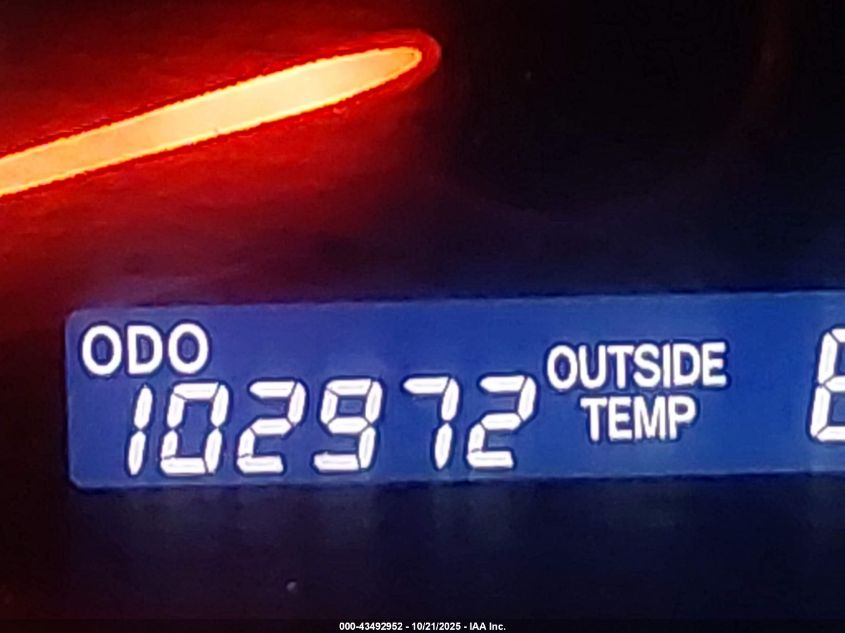 ODO
102972
OUTSIDE
TEMP
000-43492952 - 10/21/2025 - IAA Inc.